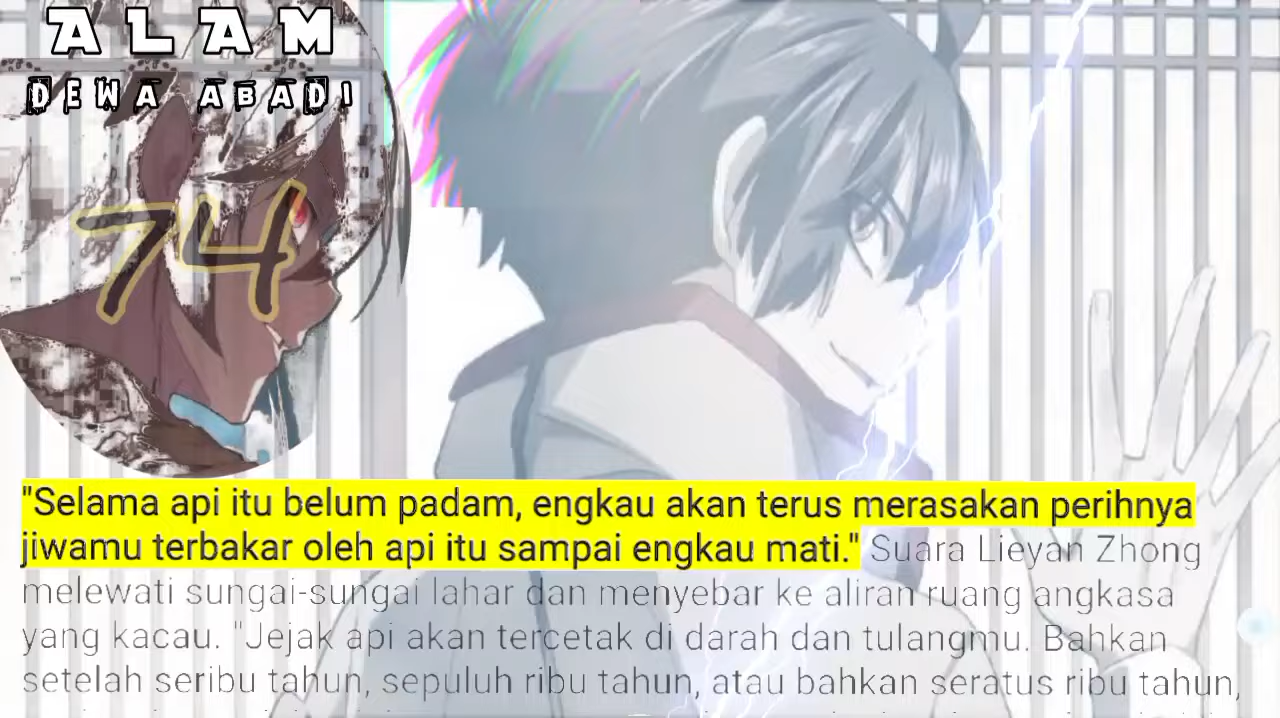 ALAM
DEWA ABADI
74
"Selama api itu belum padam, engkau akan terus merasakan perihnya
jiwamu terbakar oleh api itu sampai engkau mati." Suara Lieyan Zhong
melewati sungai-sungai lahar dan menyebar ke aliran ruang angkasa
yang kacau. "Jejak api akan tercetak di darah dan tulangmu. Bahkan
setelah seribu tahun, sepuluh ribu tahun, atau bahkan seratus ribu tahun,